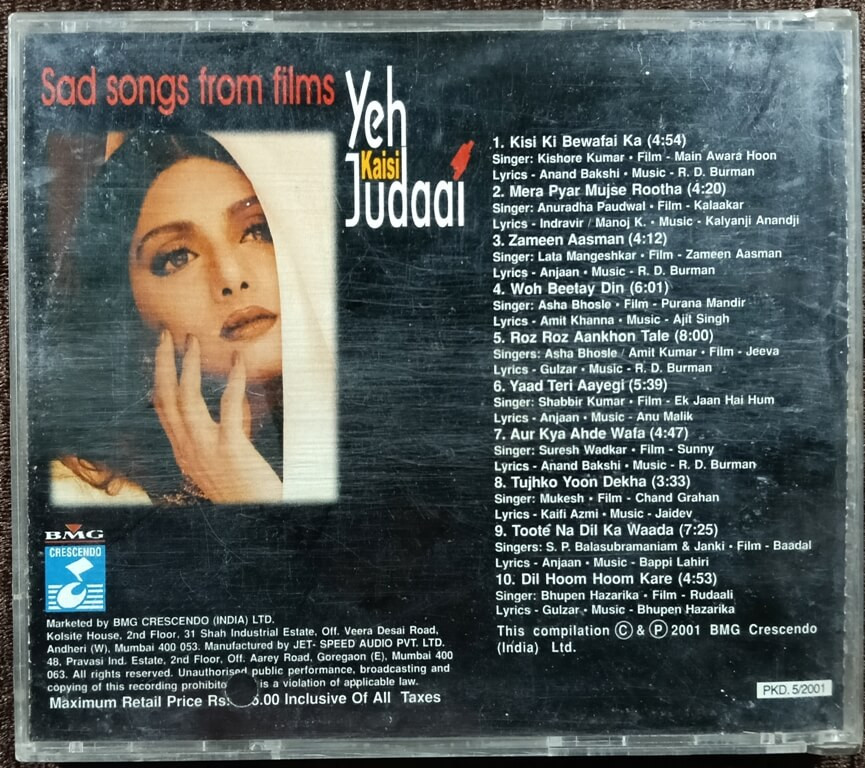 Sad songs from films
Yeh
Kaisi
Judaai
1. Kisi Ki Bewafai Ka (4:54)
Singer: Kishore Kumar • Film - Main Awara Hoon
Lyrics - Anand Bakshi • Music - R. D. Burman
2. Mera Pyar Mujse Rootha (4:20)
Singer: Anuradha Paudwal • Film - Kalaakar
Lyrics - Indravir / Manoj K. • Music - Kalyanji Anandji
3. Zameen Aasman (4:12)
Singer: Lata Mangeshkar • Film - Zameen Aasman
Lyrics - Anjaan • Music - R. D. Burman
4. Woh Beetay Din (6:01)
Singer: Asha Bhosle • Film - Purana Mandir
Lyrics - Amit Khanna • Music - Ajit Singh
5. Roz Roz Aankhon Tale (8:00)
Singers: Asha Bhosle / Amit Kumar • Film - Jeeva
Lyrics - Gulzar • Music - R. D. Burman
6. Yaad Teri Aayegi (5:39)
Singer: Shabbir Kumar • Film - Ek Jaan Hai Hum
Lyrics - Anjaan • Music - Anu Malik
7. Aur Kya Ahde Wafa (4:47)
Singer: Suresh Wadkar • Film - Sunny
Lyrics - Anand Bakshi • Music - R. D. Burman
8. Tujhko Yoon Dekha (3:33)
Singer: Mukesh • Film - Chand Grahan
Lyrics - Kaifi Azmi • Music - Jaidev
9. Toote Na Dil Ka Waada (7:25)
Singers: S. P. Balasubramaniam & Janki • Film - Baadal
Lyrics - Anjaan • Music - Bappi Lahiri
10. Dil Hoom Hoom Kare (4:53)
Singer: Bhupen Hazarika • Film - Rudaali
Lyrics - Gulzar • Music - Bhupen Hazarika
This compilation Ⓒ & Ⓟ 2001 BMG Crescendo
(India) Ltd.
BMG
CRESCENDO
Marketed by BMG CRESCENDO (INDIA) LTD.
Kolsite House, 2nd Floor, 31 Shah Industrial Estate, Off. Veera Desai Road,
Andheri (W), Mumbai 400 053. Manufactured by JET- SPEED AUDIO PVT. LTD.
48, Pravasi Ind. Estate, 2nd Floor, Off. Aarey Road, Goregaon (E), Mumbai 400
063. All rights reserved. Unauthorised public performance, broadcasting and
copying of this recording is a violation of applicable law.
Maximum Retail Price Rs: 5.00 Inclusive Of All Taxes
PKD. 5/2001